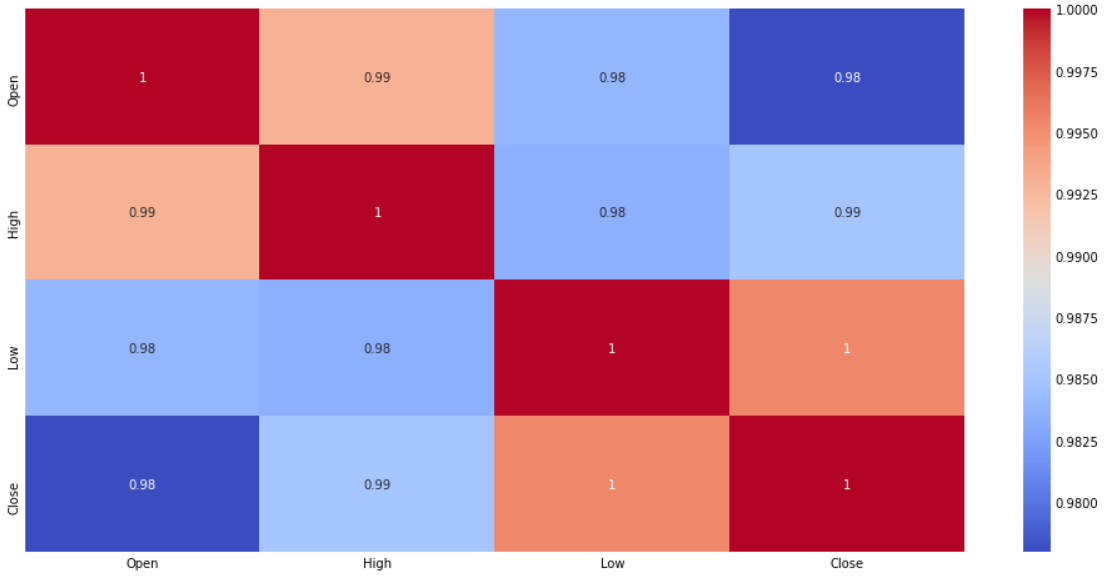 1.0000
Open 1 0.99 0.98 0.98
0.9975
0.9950
High 0.99 1 0.98 0.99
0.9925
0.9900
0.9875
Low 0.98 0.98 1 1
0.9850
0.9825
Close 0.98 0.99 1 1
0.9800
Open High Low Close